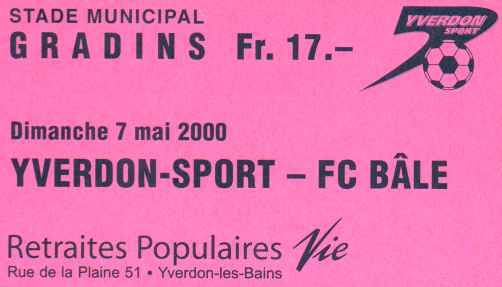 STADE MUNICIPAL
GRADINS Fr. 17.–
YVERDON
SPORT
Dimanche 7 mai 2000
YVERDON-SPORT – FC BÂLE
Retraites Populaires Vie
Rue de la Plaine 51 • Yverdon-les-Bains